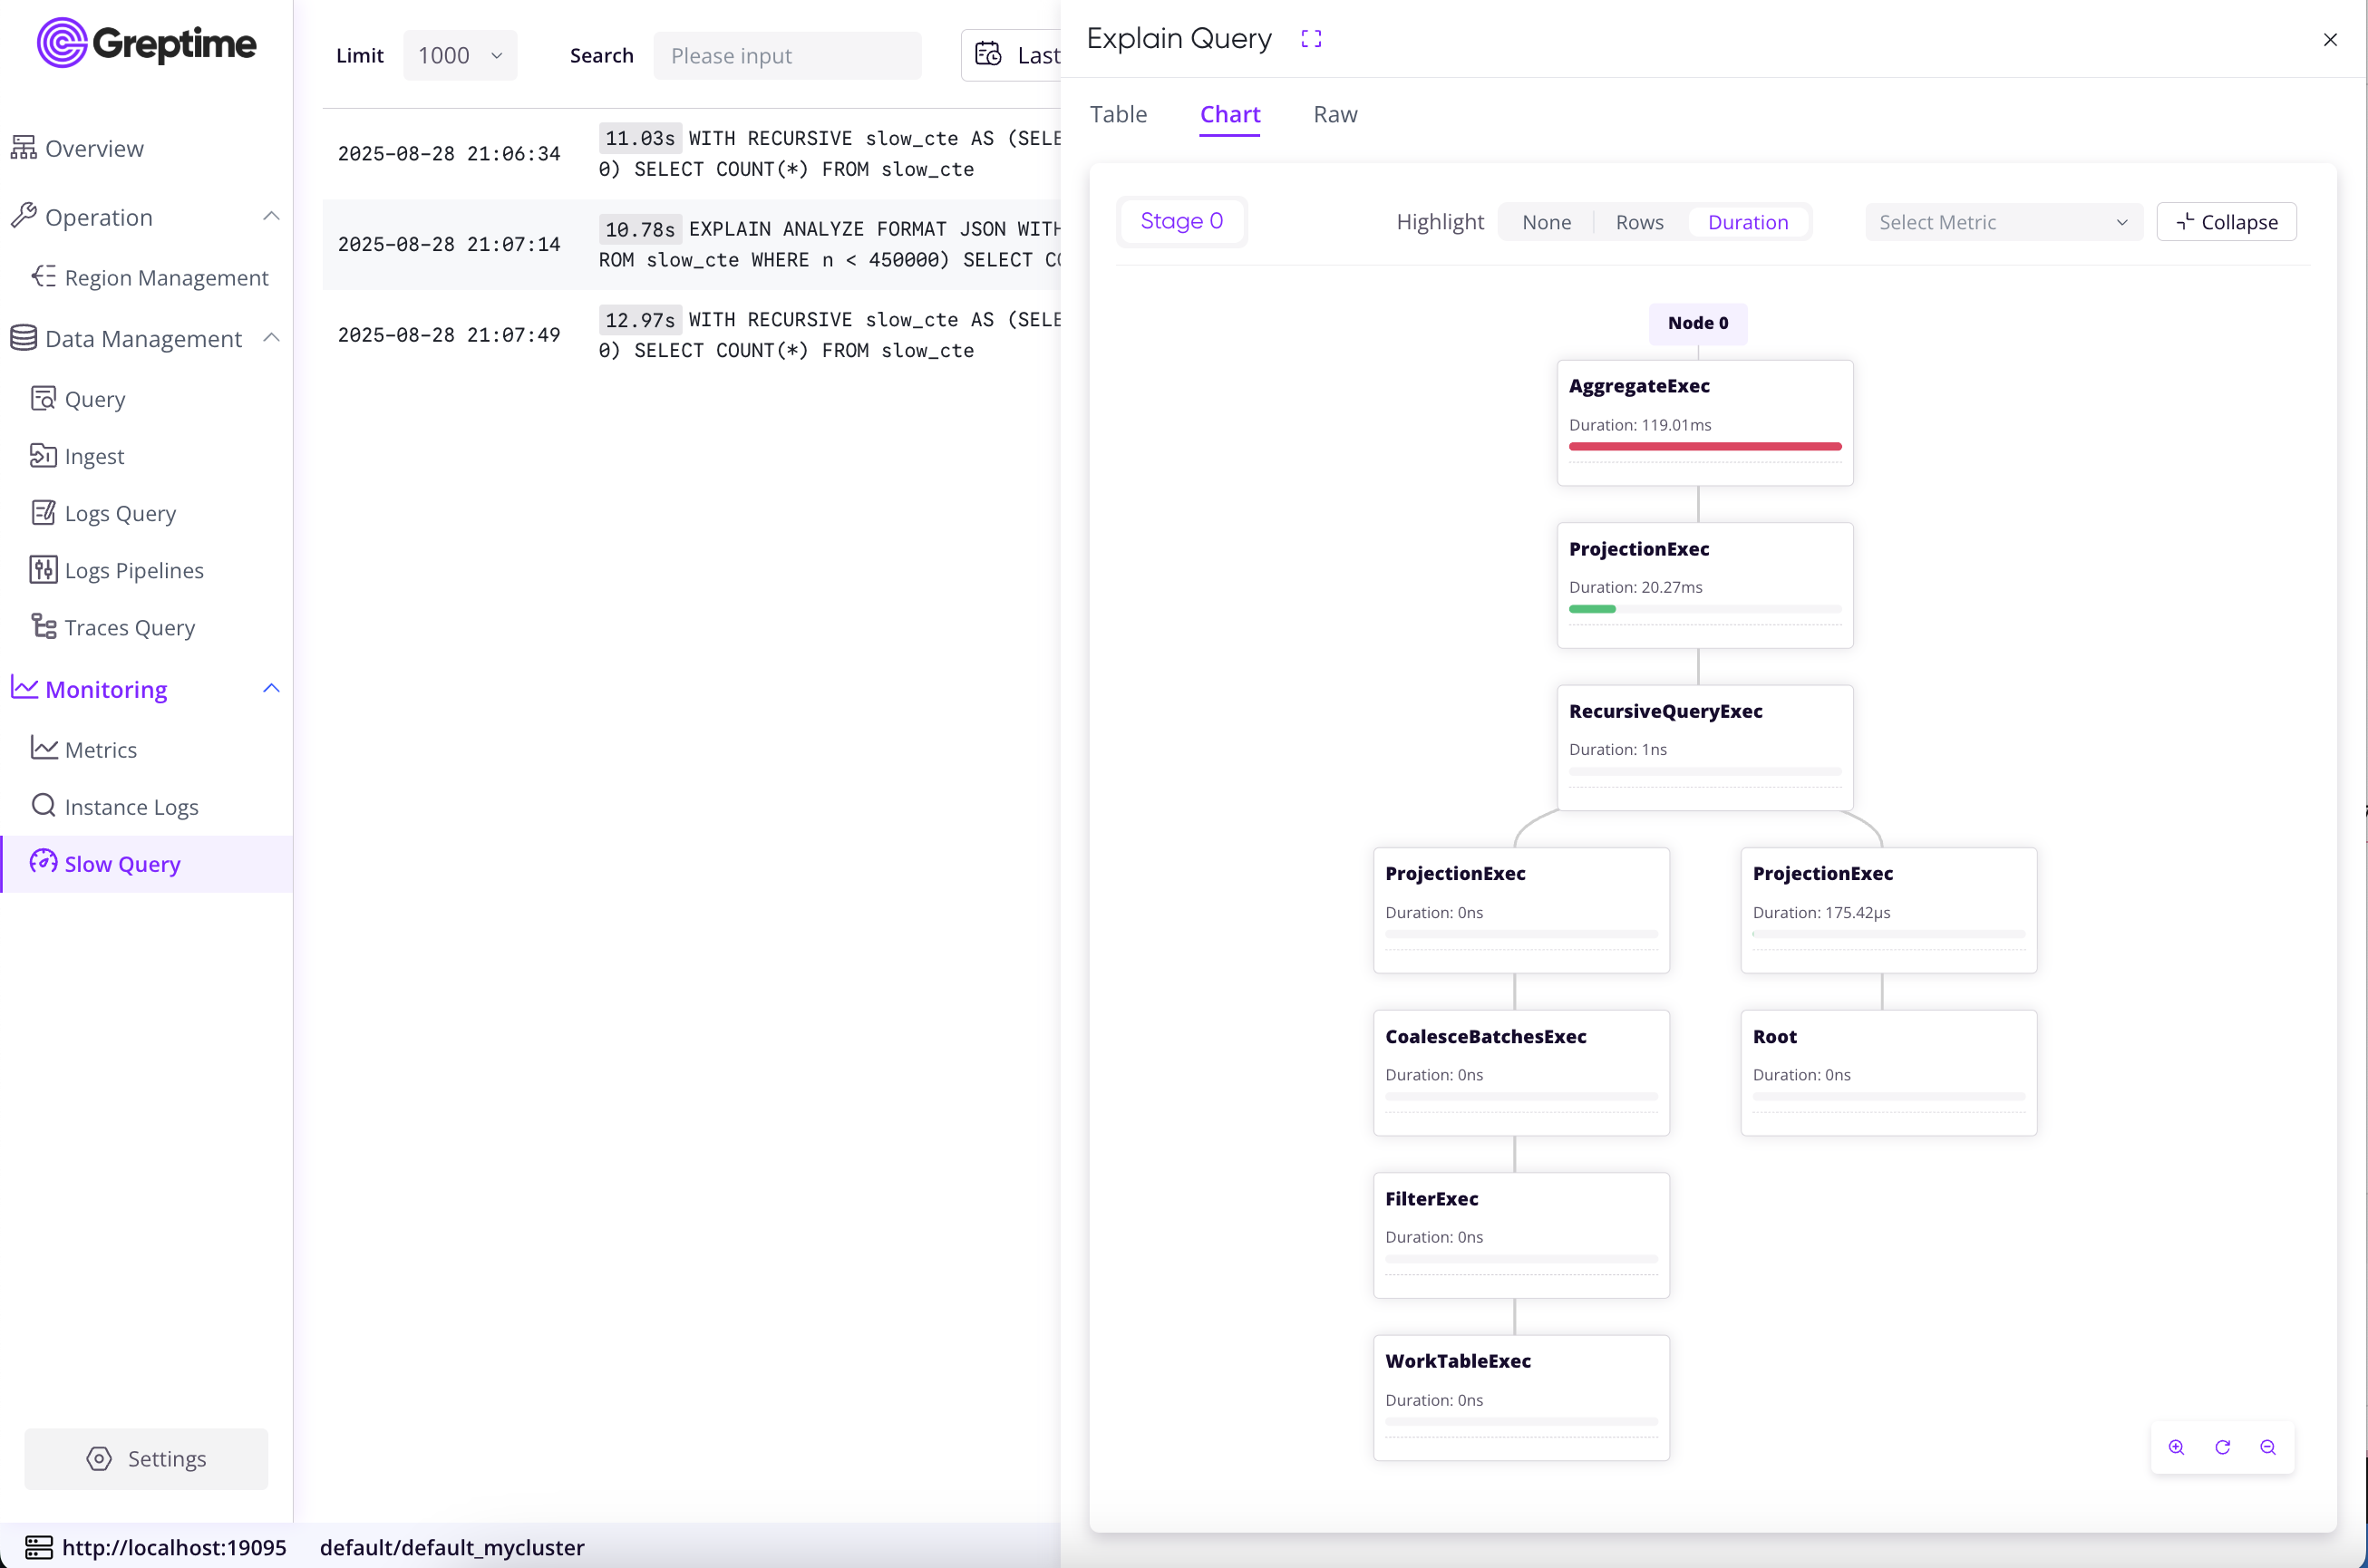 Greptime
Overview
Operation
Region Management
Data Management
Query
Ingest
Logs Query
Logs Pipelines
Traces Query
Monitoring
Metrics
Instance Logs
Slow Query
Settings
Limit 1000 Search Please input Last
2025-08-28 21:06:34 11.03s WITH RECURSIVE slow_cte AS (SELE
0) SELECT COUNT(*) FROM slow_cte
2025-08-28 21:07:14 10.78s EXPLAIN ANALYZE FORMAT JSON WITH
ROM slow_cte WHERE n < 450000) SELECT CO
2025-08-28 21:07:49 12.97s WITH RECURSIVE slow_cte AS (SELE
0) SELECT COUNT(*) FROM slow_cte
Explain Query
Table Chart Raw
Stage 0 Highlight None Rows Duration Select Metric Collapse
Node 0
AggregateExec
Duration: 119.01ms
ProjectionExec
Duration: 20.27ms
RecursiveQueryExec
Duration: 1ns
ProjectionExec
Duration: 0ns
ProjectionExec
Duration: 175.42µs
CoalesceBatchesExec
Duration: 0ns
Root
Duration: 0ns
FilterExec
Duration: 0ns
WorkTableExec
Duration: 0ns
http://localhost:19095 default/default_mycluster